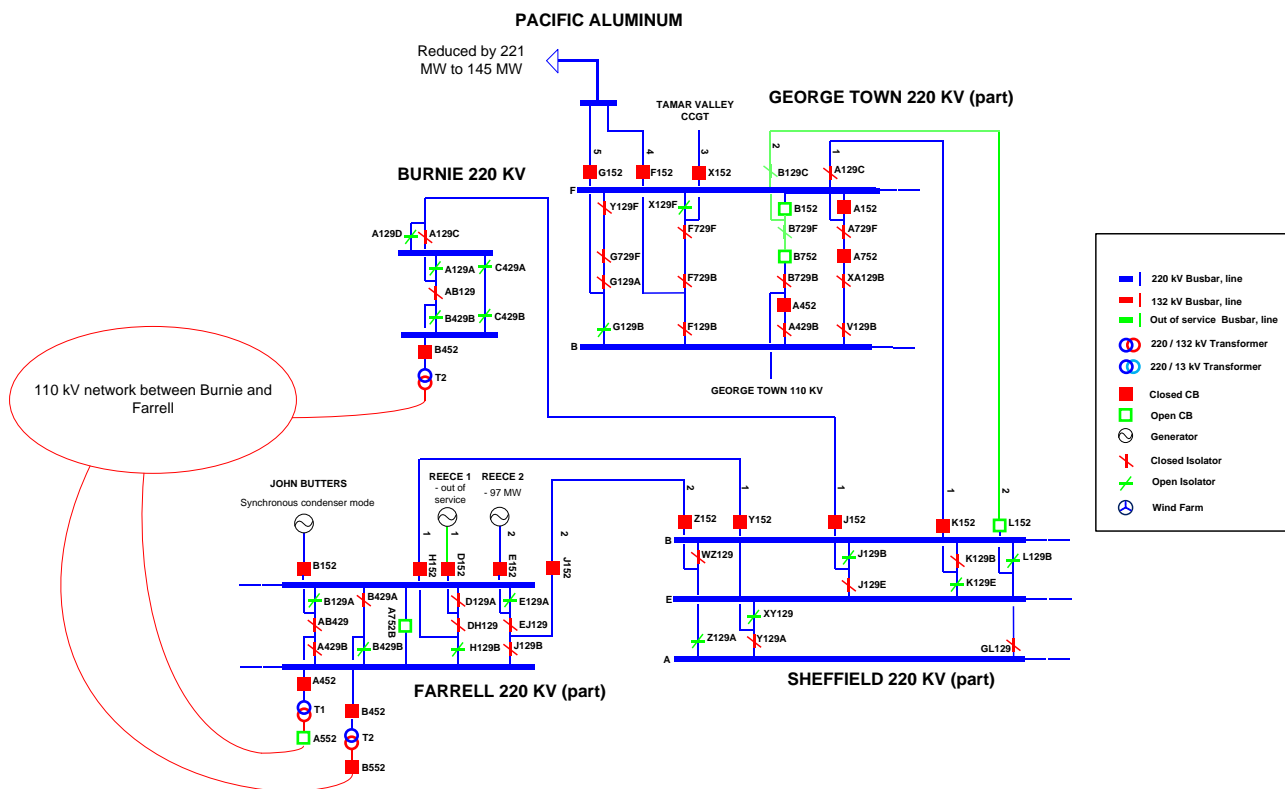 PACIFIC ALUMINUM
Reduced by 221
MW to 145 MW
GEORGE TOWN 220 KV (part)
TAMAR VALLEY
CCGT
5
4
3
2
1
G152
F152
X152
B129C
A129C
BURNIE 220 KV
F
Y129F
X129F
B152
A152
F729F
B729F
A729F
A129D
A129C
G729F
B752
A752
A129A
C429A
G129A
F729B
B729B
XA129B
AB129
A452
B429B
C429B
G129B
F129B
A429B
V129B
B
B452
T2
GEORGE TOWN 110 KV
220 kV Busbar, line
132 kV Busbar, line
Out of service Busbar, line
220 / 132 kV Transformer
220 / 13 kV Transformer
Closed CB
Open CB
Generator
Closed Isolator
Open Isolator
Wind Farm
110 kV network between Burnie and
Farrell
JOHN BUTTERS
Synchronous condenser mode
REECE 1
- out of
service
REECE 2
- 97 MW
1
1
2
2
2
1
1
1
2
Z152
Y152
J152
K152
L152
B152
H152
D152
E152
J152
B
WZ129
J129B
K129B
L129B
J129E
K129E
E
B129A
B429A
A752B
D129A
E129A
AB429
DH129
EJ129
A429B
B429B
H129B
J129B
XY129
Z129A
Y129A
GL129
A
A452
FARRELL 220 KV (part)
SHEFFIELD 220 KV (part)
T1
B452
A552
T2
B552